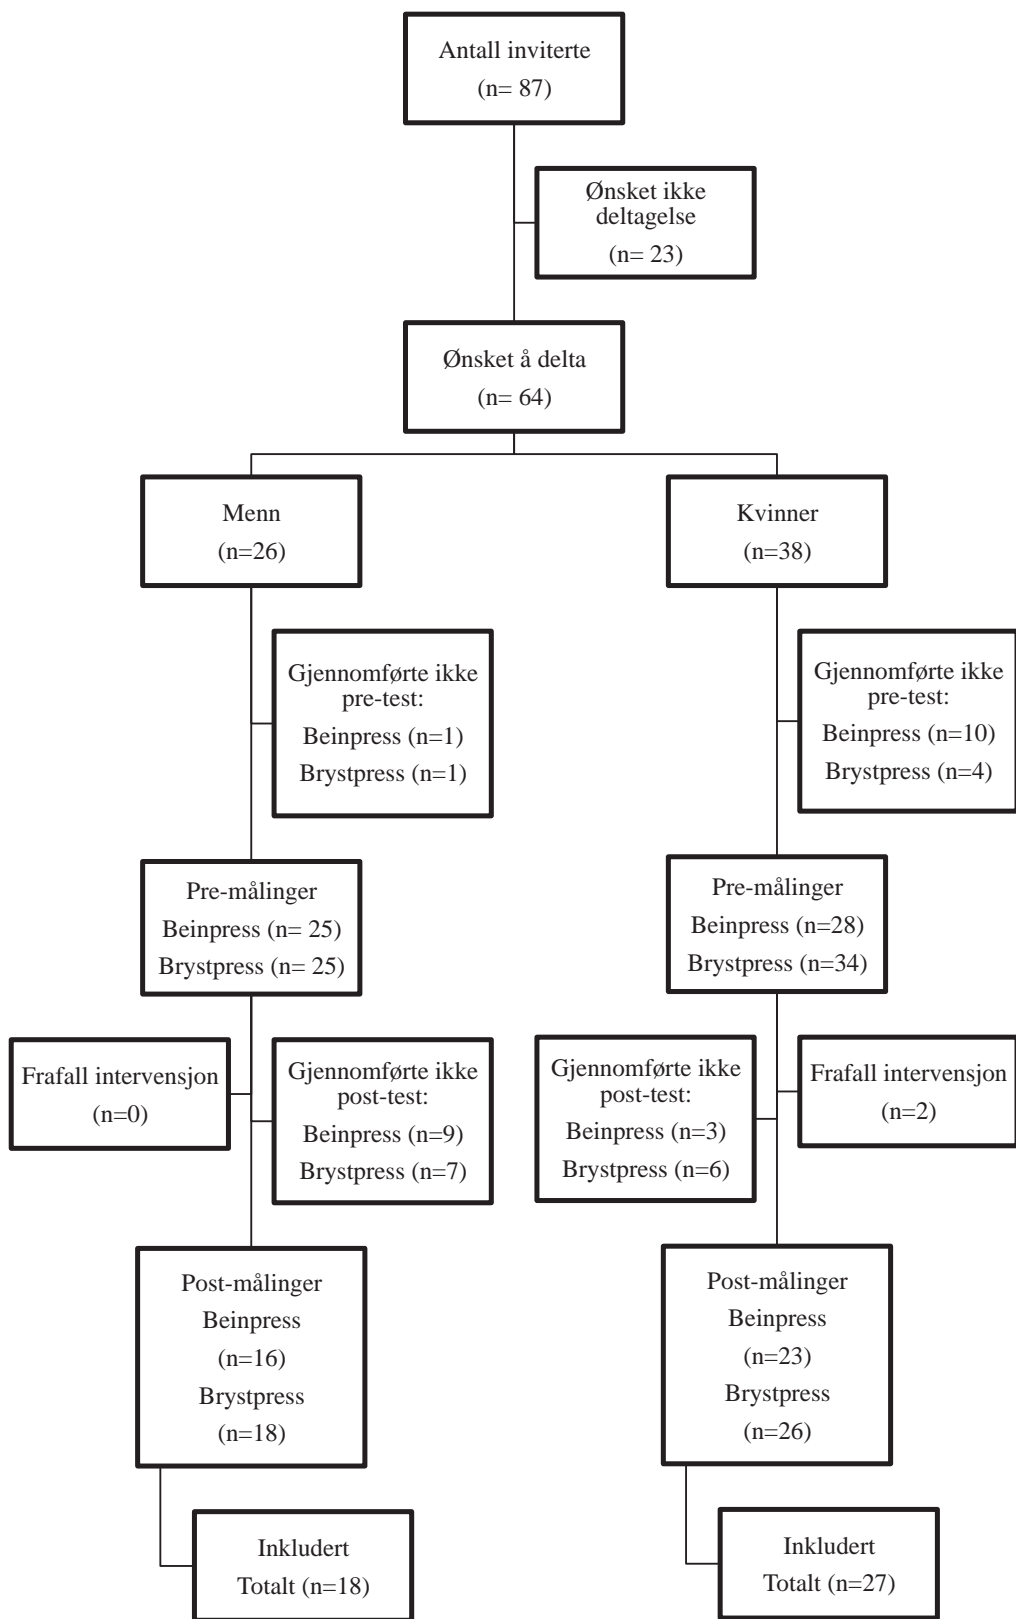 Antall inviterte
(n= 87)
Ønsket ikke
deltagelse
(n= 23)
Ønsket å delta
(n= 64)
Menn
(n=26)
Kvinner
(n=38)
Gjennomførte ikke
pre-test:
Beinpress (n=1)
Brystpress (n=1)
Gjennomførte ikke
pre-test:
Beinpress (n=10)
Brystpress (n=4)
Pre-målinger
Beinpress (n= 25)
Brystpress (n= 25)
Pre-målinger
Beinpress (n=28)
Brystpress (n=34)
Frafall intervensjon
(n=0)
Gjennomførte ikke
post-test:
Beinpress (n=9)
Brystpress (n=7)
Gjennomførte ikke
post-test:
Beinpress (n=3)
Brystpress (n=6)
Frafall intervensjon
(n=2)
Post-målinger
Beinpress
(n=16)
Brystpress
(n=18)
Post-målinger
Beinpress
(n=23)
Brystpress
(n=26)
Inkludert
Totalt (n=18)
Inkludert
Totalt (n=27)